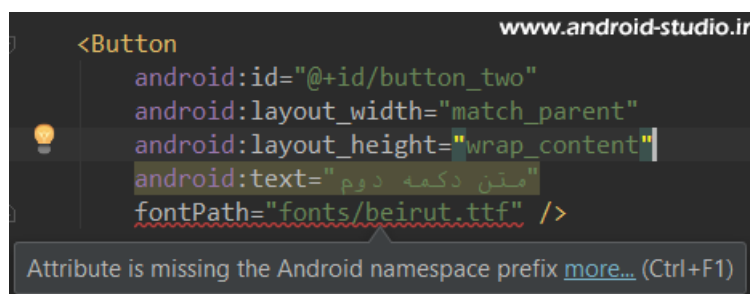 www.android-studio.ir
<Button
android:id="@+id/button_two"
android:layout_width="match_parent"
android:layout_height="wrap_content"
android:text="متن دکمه دوم"
fontPath="fonts/beirut.ttf" />
Attribute is missing the Android namespace prefix more... (Ctrl+F1)